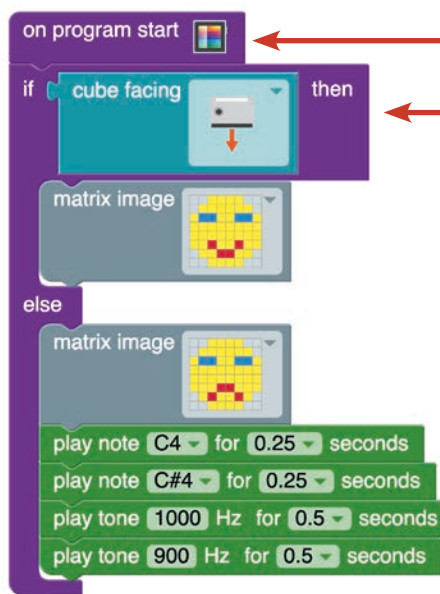 on program start
if cube facing then
matrix image
else
matrix image
play note C4 for 0.25 seconds
play note C#4 for 0.25 seconds
play tone 1000 Hz for 0.5 seconds
play tone 900 Hz for 0.5 seconds